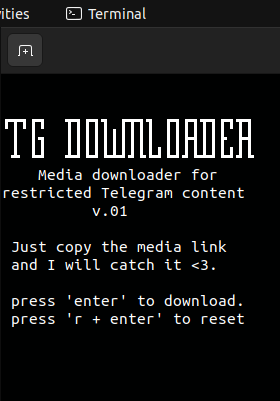 ities
Terminal
TG DOWNLOADER
Media downloader for
restricted Telegram content
v.01
Just copy the media link
and I will catch it <3.
press 'enter' to download.
press 'r + enter' to reset